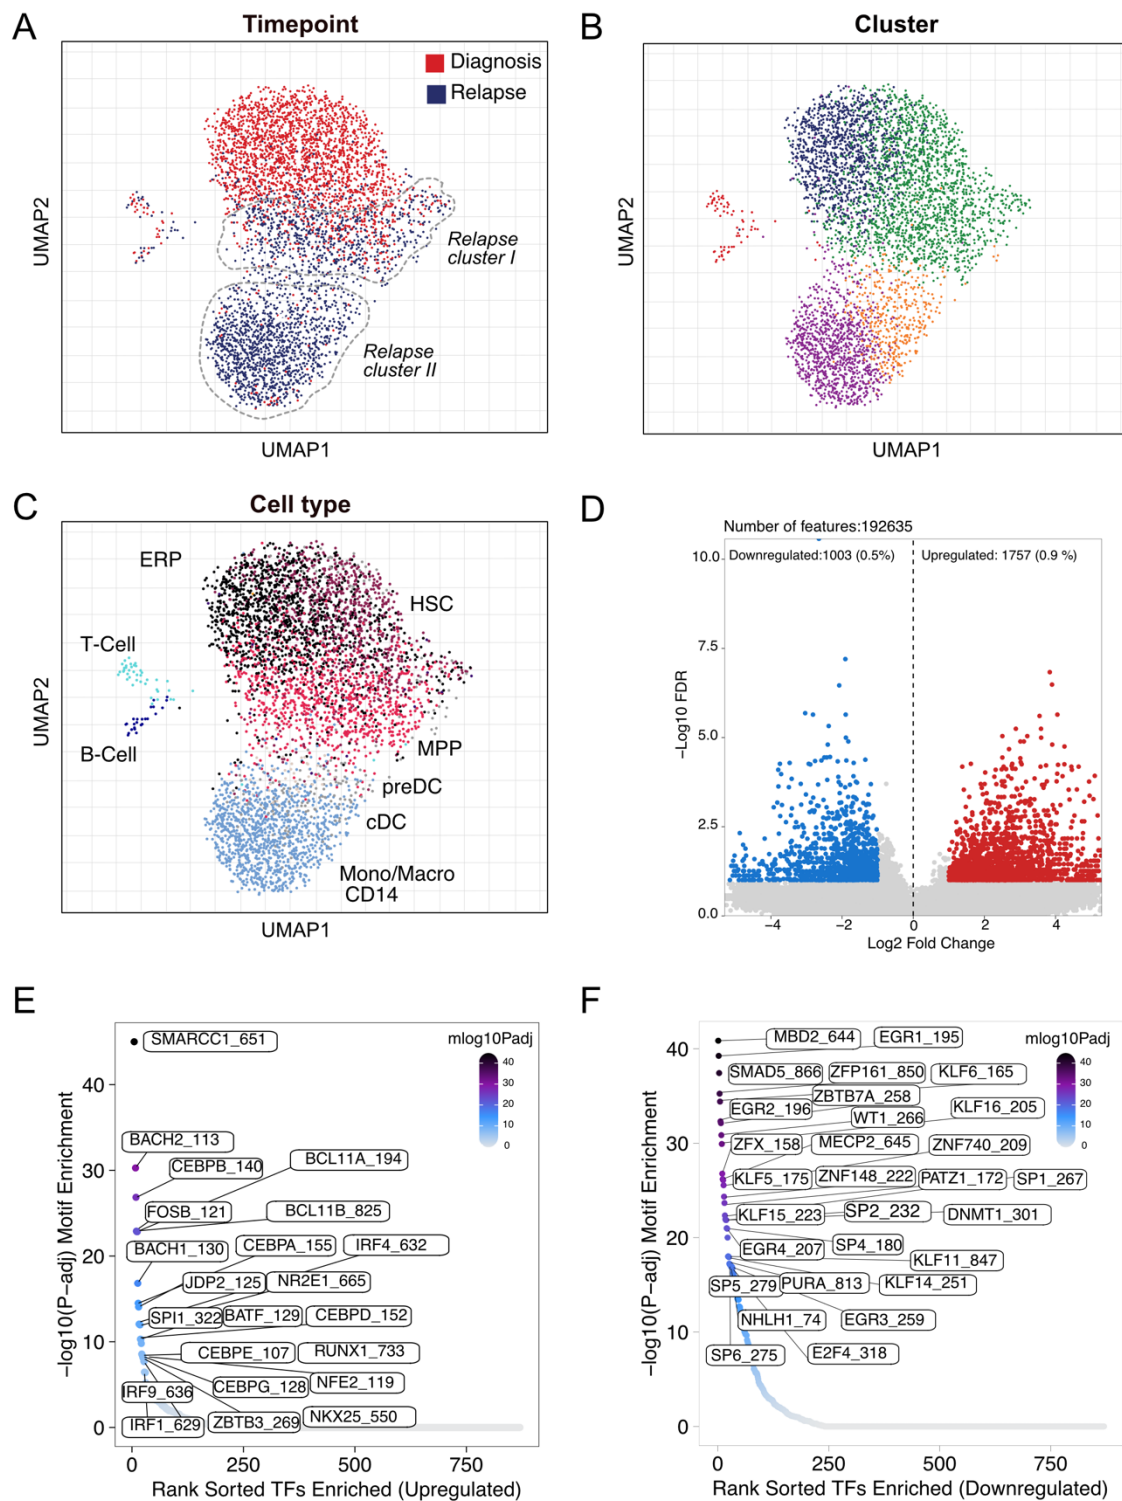 A
Timepoint
Diagnosis
Relapse
Relapse
cluster I
Relapse
cluster II
UMAP2
UMAP1
B
Cluster
UMAP2
UMAP1
C
Cell type
ERP
HSC
T-Cell
B-Cell
MPP
preDC
cDC
Mono/Macro
CD14
UMAP2
UMAP1
D
Number of features:192635
Downregulated:1003 (0.5%)
Upregulated: 1757 (0.9 %)
10.0
7.5
5.0
2.5
0.0
−Log10 FDR
−4
−2
0
2
4
Log2 Fold Change
E
SMARCC1_651
mlog10Padj
40
30
20
10
0
BACH2_113
CEBPB_140
BCL11A_194
FOSB_121
BCL11B_825
BACH1_130
CEBPA_155
IRF4_632
JDP2_125
NR2E1_665
SPI1_322
BATF_129
CEBPD_152
CEBPE_107
RUNX1_733
IRF9_636
CEBPG_128
NFE2_119
IRF1_629
ZBTB3_269
NKX25_550
40
30
20
10
0
−log10(P−adj) Motif Enrichment
0
250
500
750
Rank Sorted TFs Enriched (Upregulated)
F
MBD2_644
EGR1_195
mlog10Padj
40
30
20
10
0
SMAD5_866
ZFP161_850
KLF6_165
EGR2_196
ZBTB7A_258
WT1_266
KLF16_205
ZFX_158
MECP2_645
ZNF740_209
KLF5_175
ZNF148_222
PATZ1_172
SP1_267
KLF15_223
SP2_232
DNMT1_301
EGR4_207
SP4_180
KLF11_847
SP5_279
PURA_813
KLF14_251
NHLH1_74
EGR3_259
SP6_275
E2F4_318
40
30
20
10
0
−log10(P−adj) Motif Enrichment
0
250
500
750
Rank Sorted TFs Enriched (Downregulated)